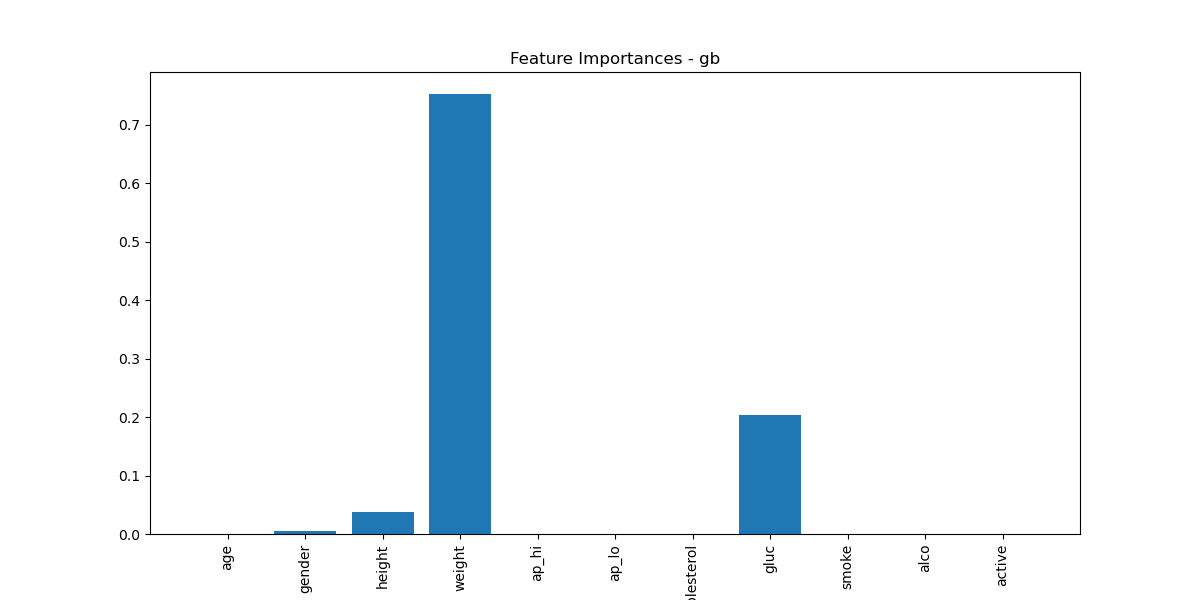 Feature Importances - gb
0.7
0.6
0.5
0.4
0.3
0.2
0.1
0.0
age
gender
height
weight
ap_hi
ap_lo
olesterol
gluc
smoke
alco
active